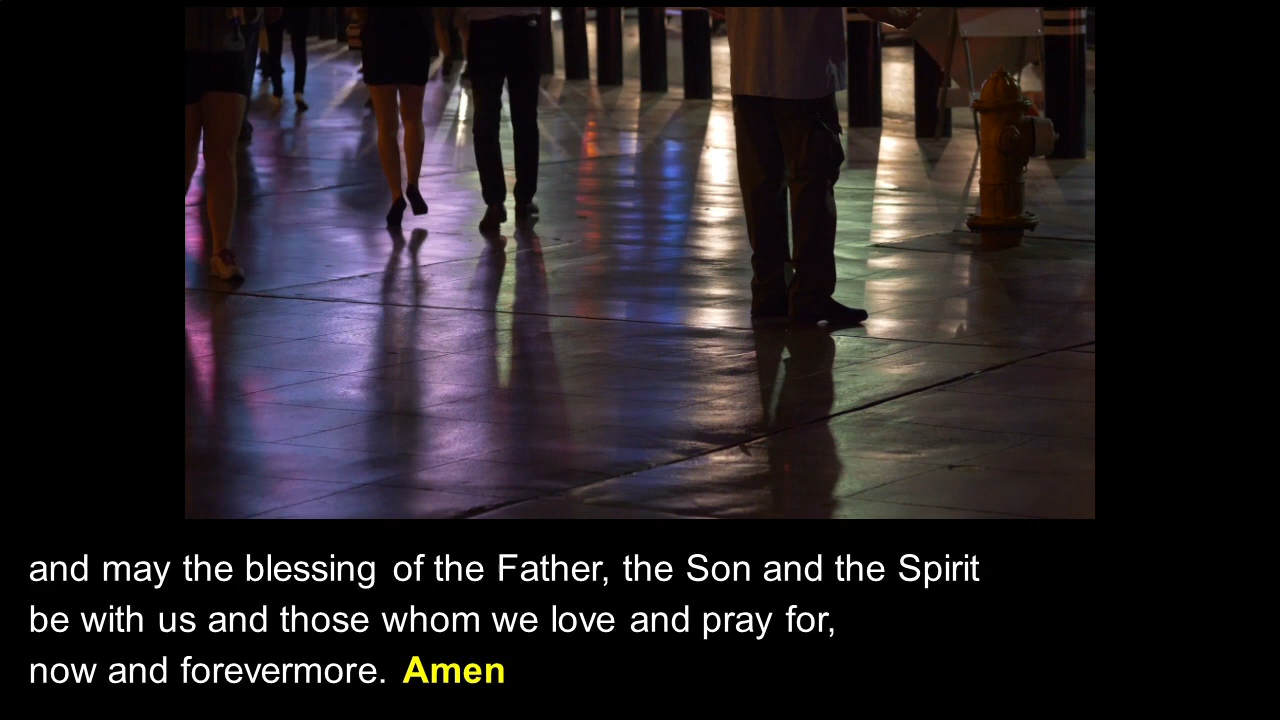 and may the blessing of the Father, the Son and the Spirit
be with us and those whom we love and pray for,
now and forevermore. Amen